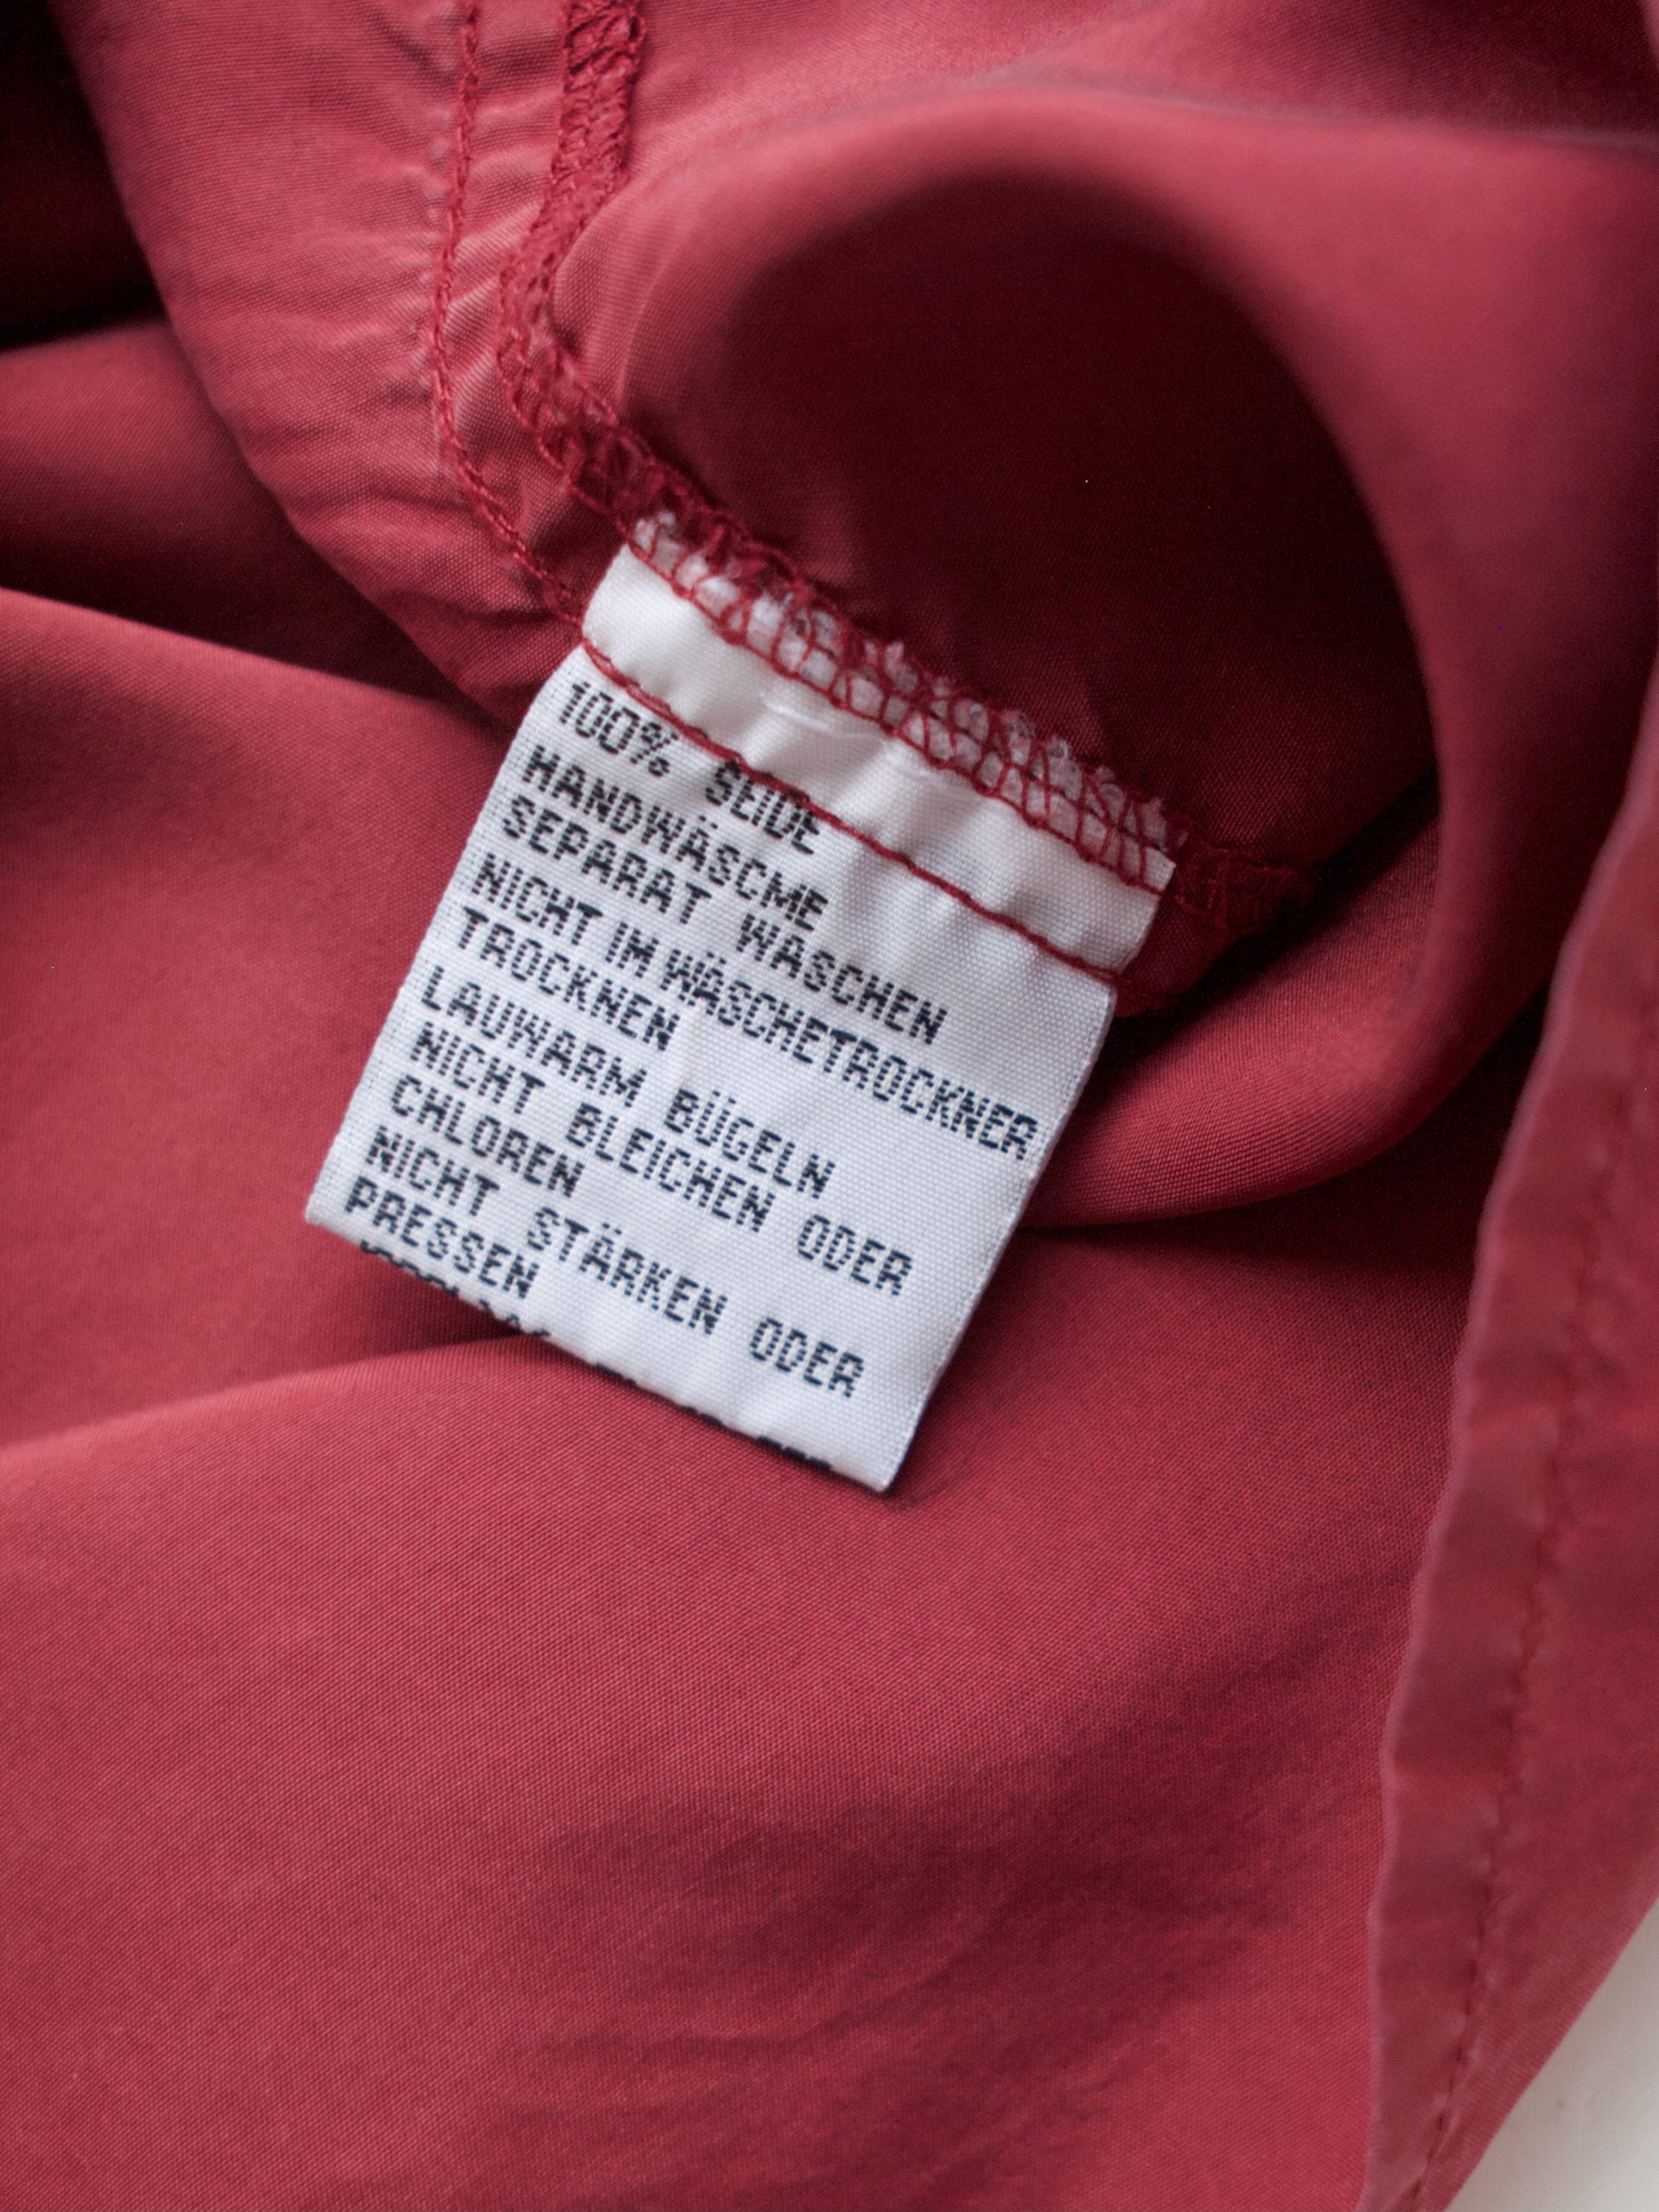 100% SEIDE
HANDWÄSCME
SEPARAT WASCHEN
NICHT IM WÄSCHETROCKNER
TROCKNEN
LAUWARM BÜGELN
NICHT BLEICHEN ODER
CHLOREN
NICHT STÄRKEN ODER
PRESSEN